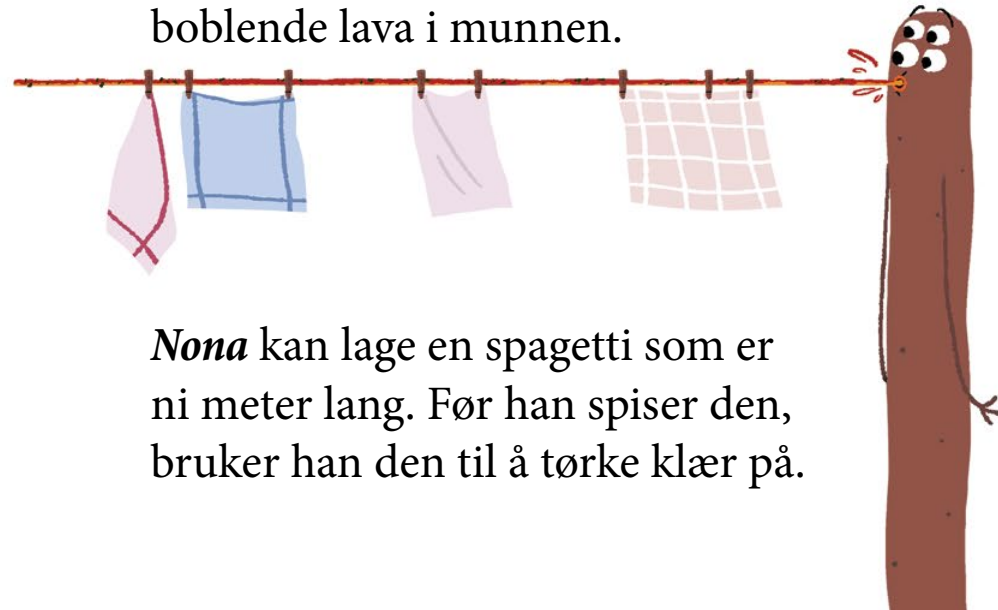 boblende lava i munnen.
Nona kan lage en spagetti som er
ni meter lang. Før han spiser den,
bruker han den til å tørke klær på.